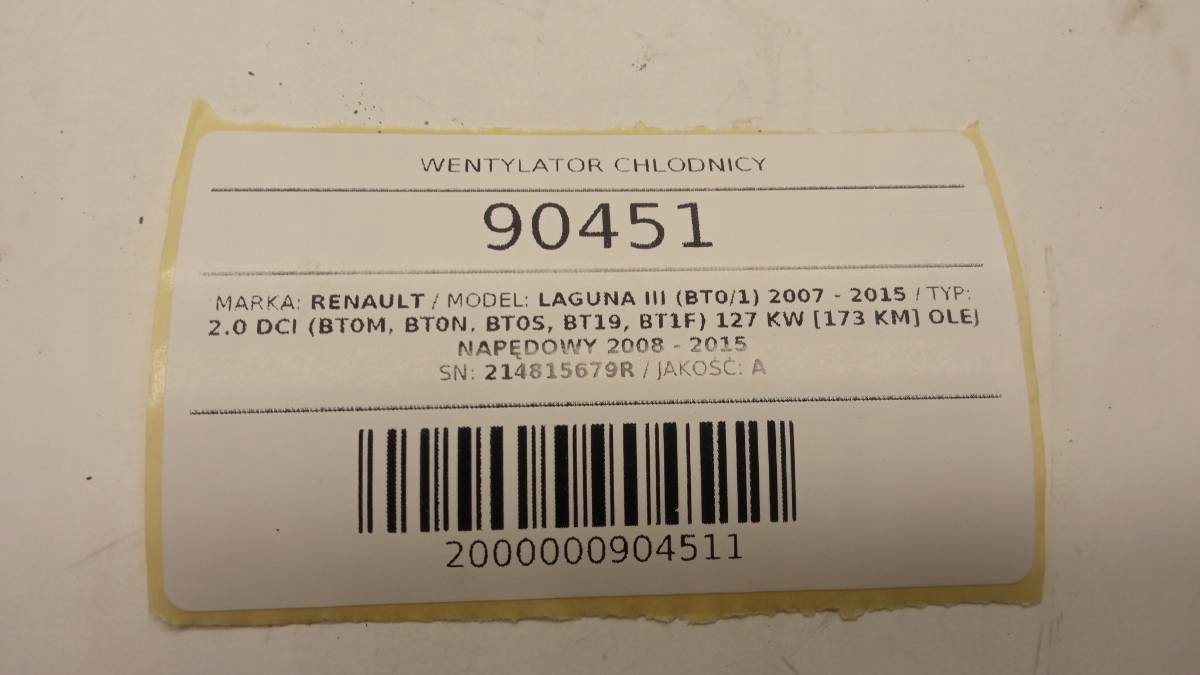 WENTYLATOR CHLODNICY
90451
MARKA: RENAULT / MODEL: LAGUNA III (BT0/1) 2007 - 2015 / TYP:
2.0 DCI (BT0M, BT0N, BT0S, BT19, BT1F) 127 KW [173 KM] OLEJ
NAPĘDOWY 2008 - 2015
SN: 214815679R / JAKOŚĆ: A
2000000904511